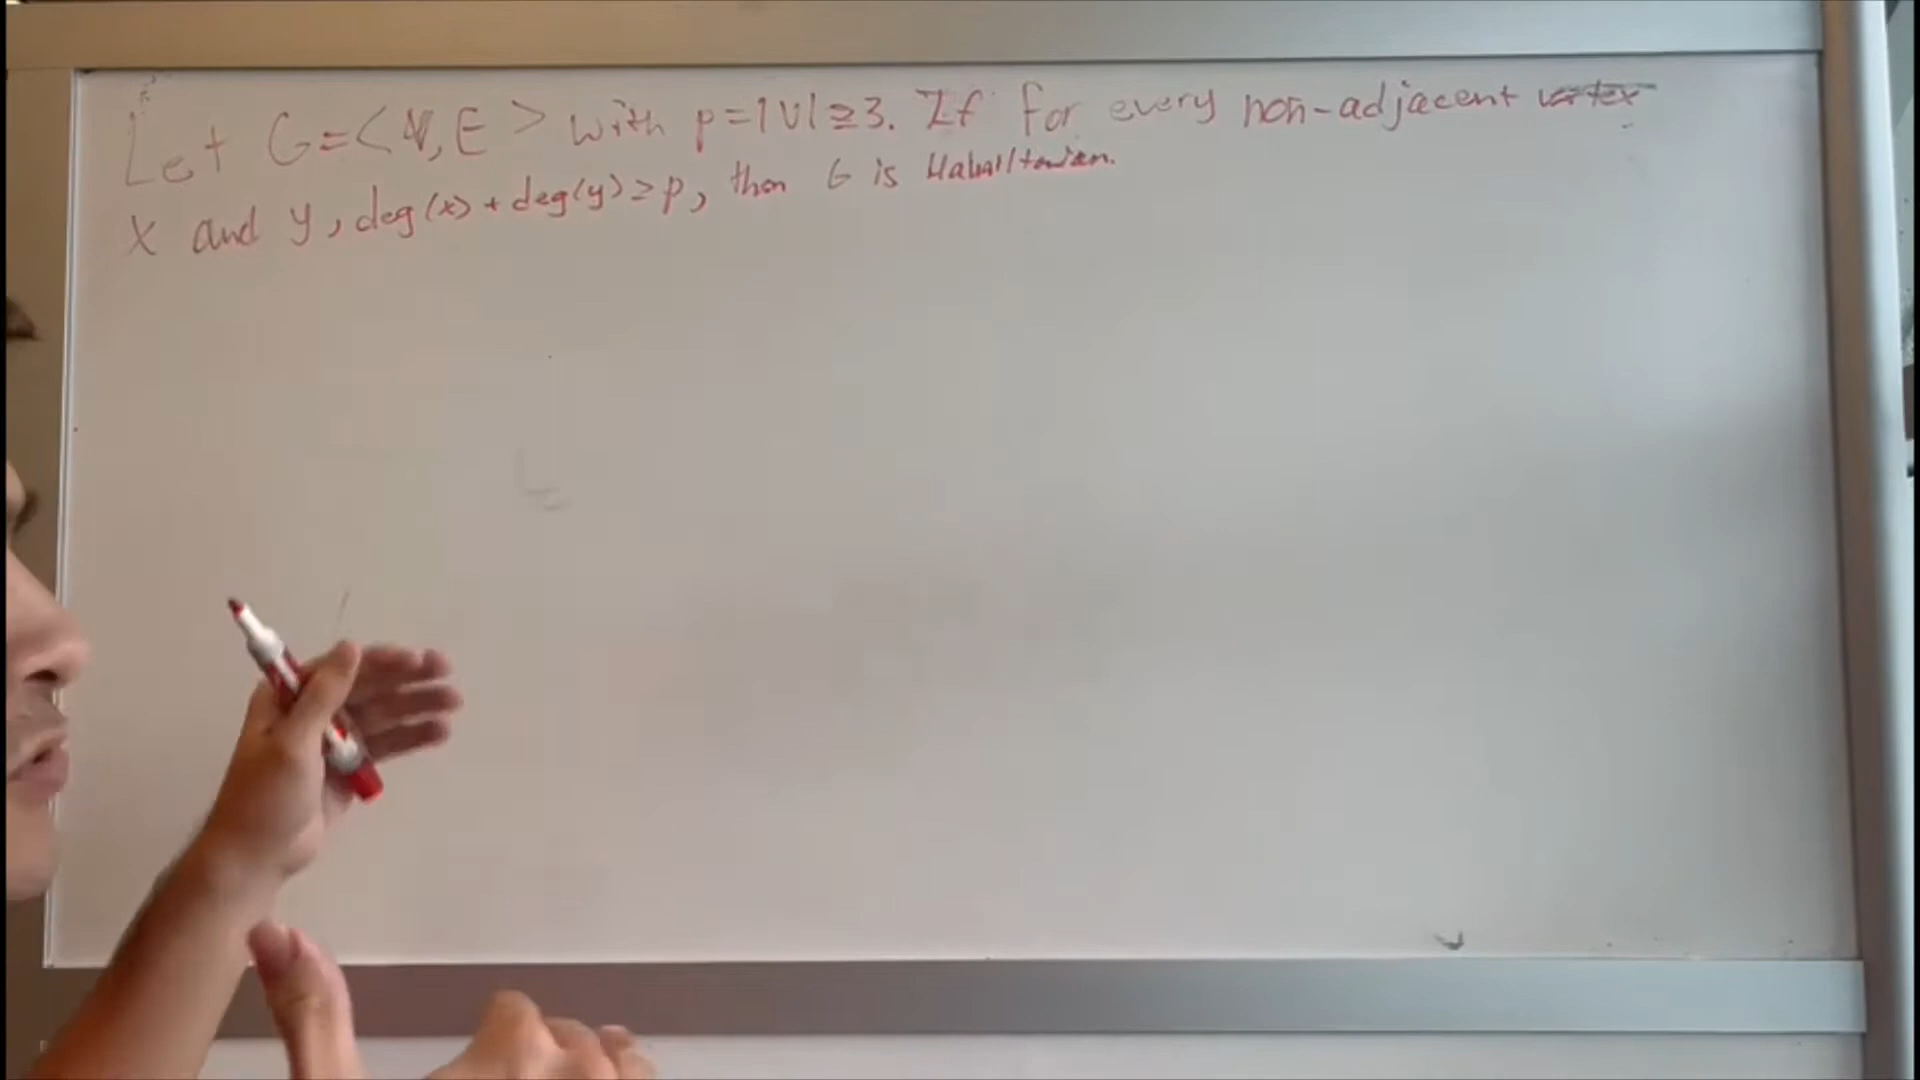 Let G=<V,E> with p=|V|≥3. If for every non-adjacent vertex
x and y, deg(x)+deg(y)≥p, then G is Hamiltonian.